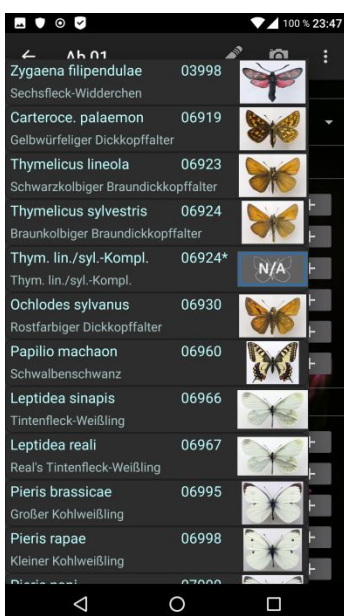 100 % 23:47
Ab 01
Zygaena filipendulae 03998
Sechsfleck-Widderchen
Carteroce. palaemon 06919
Gelbwürfeliger Dickkopffalter
Thymelicus lineola 06923
Schwarzkolbiger Braundickkopffalter
Thymelicus sylvestris 06924
Braunkolbiger Braundickkopffalter
Thym. lin./syl.-Kompl. 06924*
N/A
Thym. lin./syl.-Kompl.
Ochlodes sylvanus 06930
Rostfarbiger Dickkopffalter
Papilio machaon 06960
Schwalbenschwanz
Leptidea sinapis 06966
Tintenfleck-Weißling
Leptidea reali 06967
Real's Tintenfleck-Weißling
Pieris brassicae 06995
Großer Kohlweißling
Pieris rapae 06998
Kleiner Kohlweißling